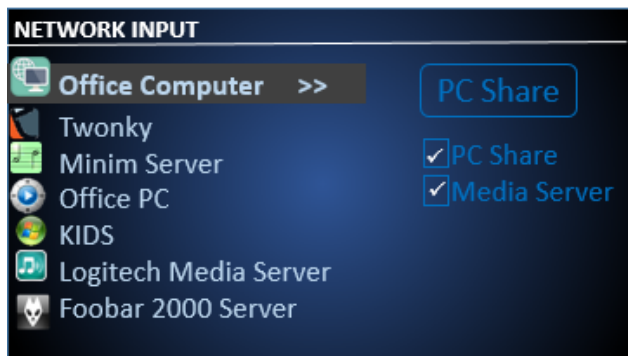 NETWORK INPUT
Office Computer >>
Twonky
Minim Server
Office PC
KIDS
Logitech Media Server
Foobar 2000 Server
PC Share
PC Share
Media Server